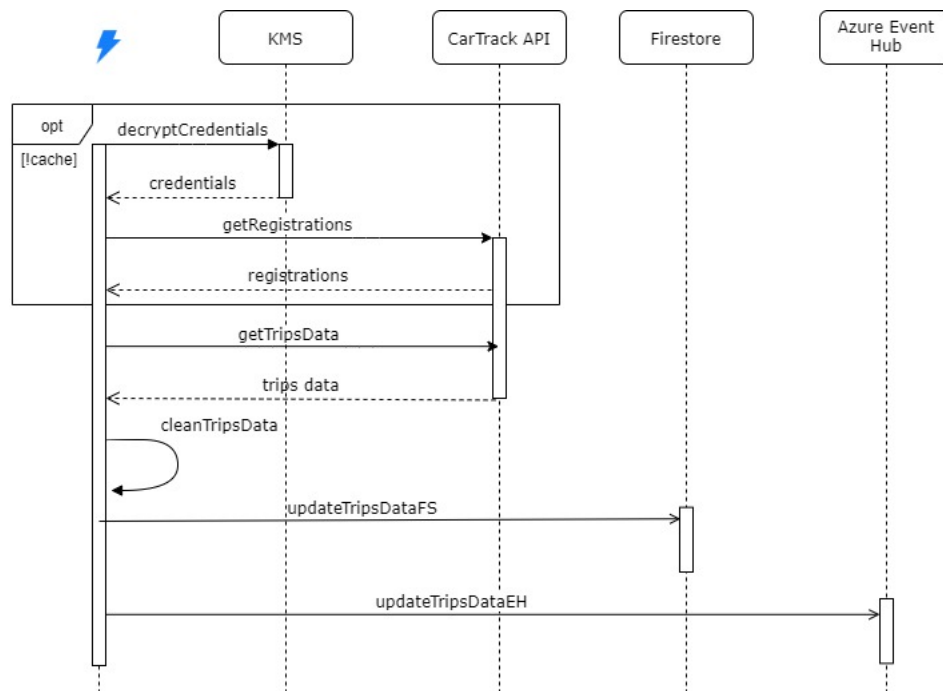 KMS
CarTrack API
Firestore
Azure Event
Hub
opt
[!cache]
decryptCredentials
credentials
getRegistrations
registrations
getTripsData
trips data
cleanTripsData
updateTripsDataFS
updateTripsDataEH